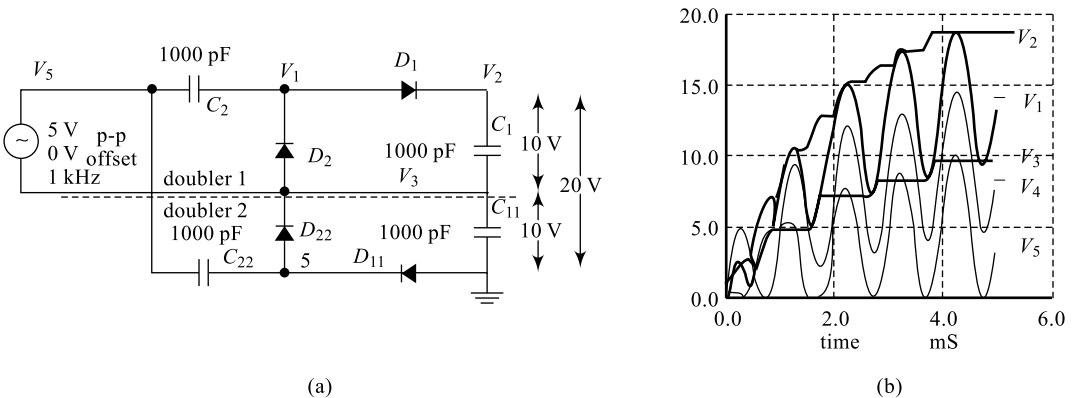 1000 pF
V5
C2
V1
D1
V2
~
5 V
0 V
1 kHz
p-p
offset
D2
1000 pF
C1
10 V
20 V
doubler 1
V3
doubler 2
1000 pF
D22
1000 pF
C11
10 V
C22
5
D11
(a)
20.0
15.0
10.0
5.0
0.0
V2
V1
V3
V4
V5
0.0
2.0
4.0
6.0
time
mS
(b)